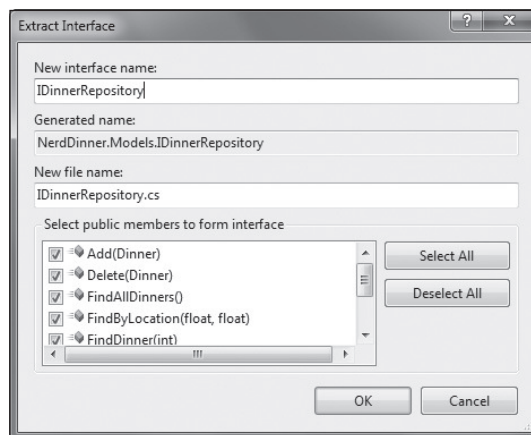 Extract Interface
New interface name:
IDinnerRepository
Generated name:
NerdDinner.Models.IDinnerRepository
New file name:
IDinnerRepository.cs
Select public members to form interface
Add(Dinner)
Delete(Dinner)
FindAllDinners()
FindByLocation(float, float)
FindDinner(int)
Select All
Deselect All
OK
Cancel